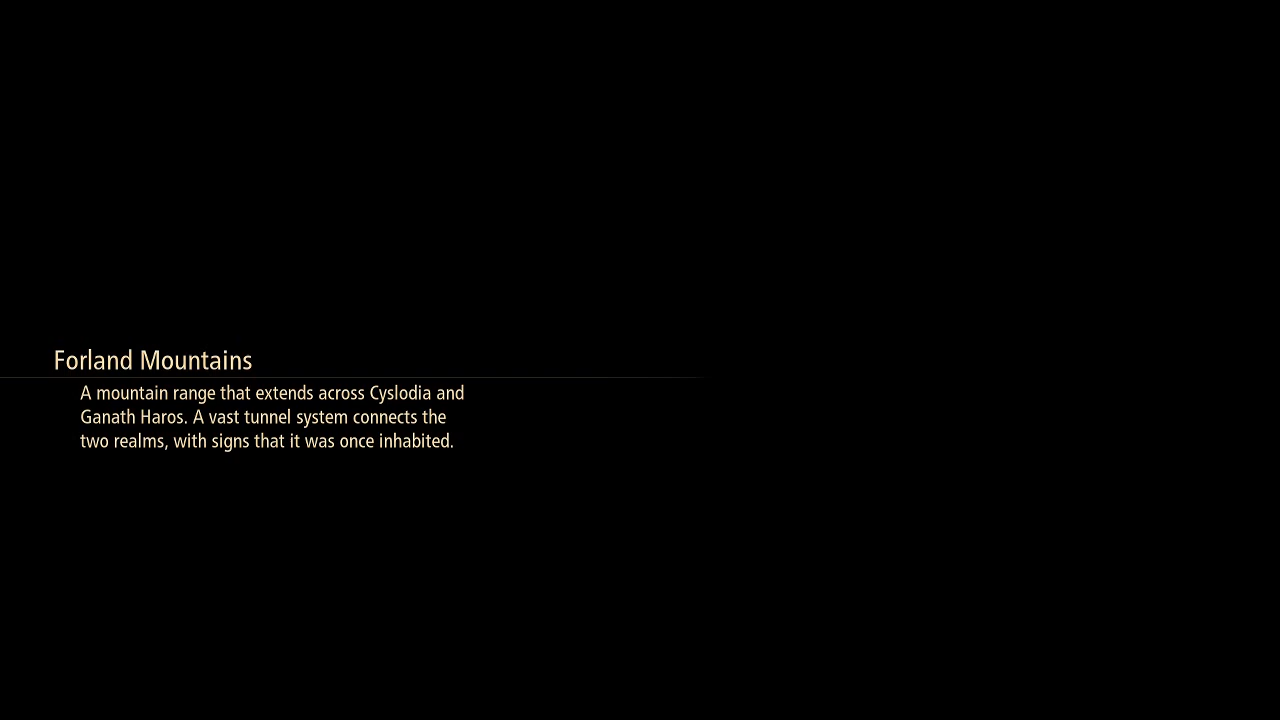 Forland Mountains
A mountain range that extends across Cyslodia and
Ganath Haros. A vast tunnel system connects the
two realms, with signs that it was once inhabited.